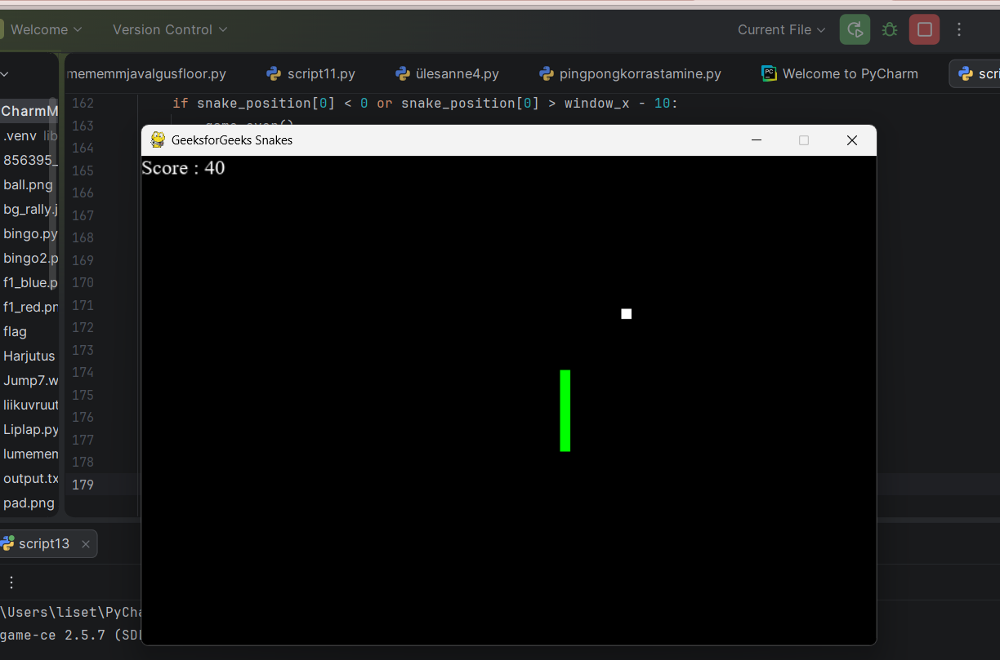 Welcome Version Control Current File
mememmjavalgusfloor.py script11.py ülesanne4.py pingpongkorrastamine.py PC Welcome to PyCharm scri
162 if snake_position[0] < 0 or snake_position[0] > window_x - 10:
163 game_over()
GeeksforGeeks Snakes
Score : 40
164
165
166
167
168
169
170
171
172
173
174
175
176
177
178
179
CharmM
.venv lib
856395_
ball.png
bg_rally.j
bingo.py
bingo2.p
f1_blue.p
f1_red.pn
flag
Harjutus
Jump7.w
liikuvruut
Liplap.py
lumemem
output.tx
pad.png
script13
\Users\liset\PyCha
game-ce 2.5.7 (SDL